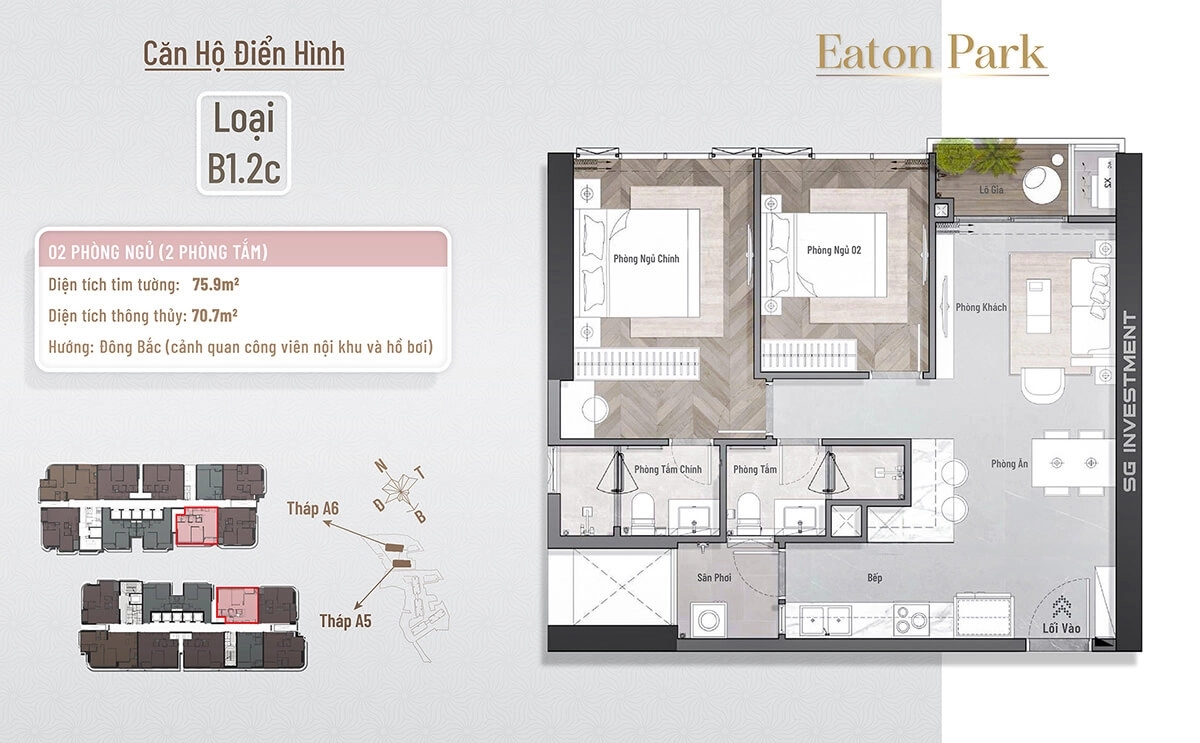 Căn Hộ Điển Hình
Eaton Park
Loại
B1.2c
02 PHÒNG NGỦ (2 PHÒNG TẮM)
Diện tích tim tường: 75.9m²
Diện tích thông thủy: 70.7m²
Hướng: Đông Bắc (cảnh quan công viên nội khu và hồ bơi)
Lô Gia
Phòng Ngủ Chính
Phòng Ngủ 02
Phòng Khách
SG INVESTMENT
Phòng Tắm Chính
Phòng Tắm
Phòng Ăn
N
T
D
B
Tháp A6
Tháp A5
Sân Phơi
Bếp
Lối Vào